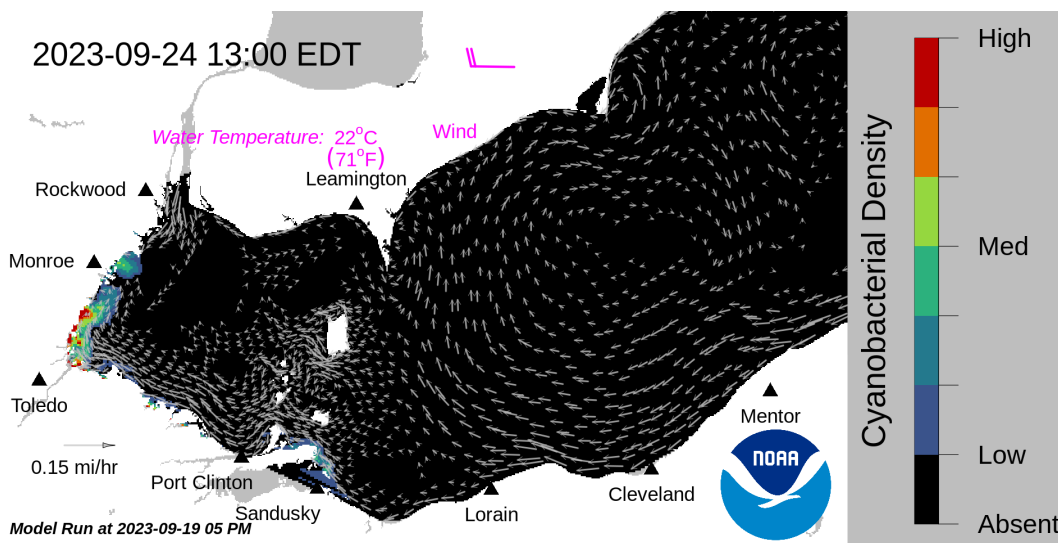 2023-09-24 13:00 EDT
Water Temperature: 22°C
(71°F)
Wind
Leamington
Rockwood
Monroe
Toledo
0.15 mi/hr
Port Clinton
Sandusky
Lorain
Cleveland
Mentor
NOAA
Model Run at 2023-09-19 05 PM
Cyanobacterial Density
High
Med
Low
Absent